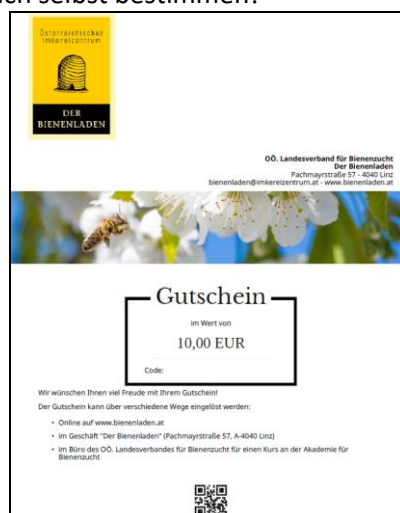 ich selbst bestimmen?
Österreichisches
Imkereizentrum
DER
BIENENLADEN
OÖ. Landesverband für Bienenzucht
Der Bienenladen
Pachmayrstraße 57 - 4040 Linz
bienenladen@imkereizentrum.at - www.bienenladen.at
Gutschein
im Wert von
10,00 EUR
Code:
Wir wünschen Ihnen viel Freude mit Ihrem Gutschein!
Der Gutschein kann über verschiedene Wege eingelöst werden:
• Online auf www.bienenladen.at
• im Geschäft "Der Bienenladen" (Pachmayrstraße 57, A-4040 Linz)
• im Büro des OÖ. Landesverbandes für Bienenzucht für einen Kurs an der Akademie für
Bienenzucht